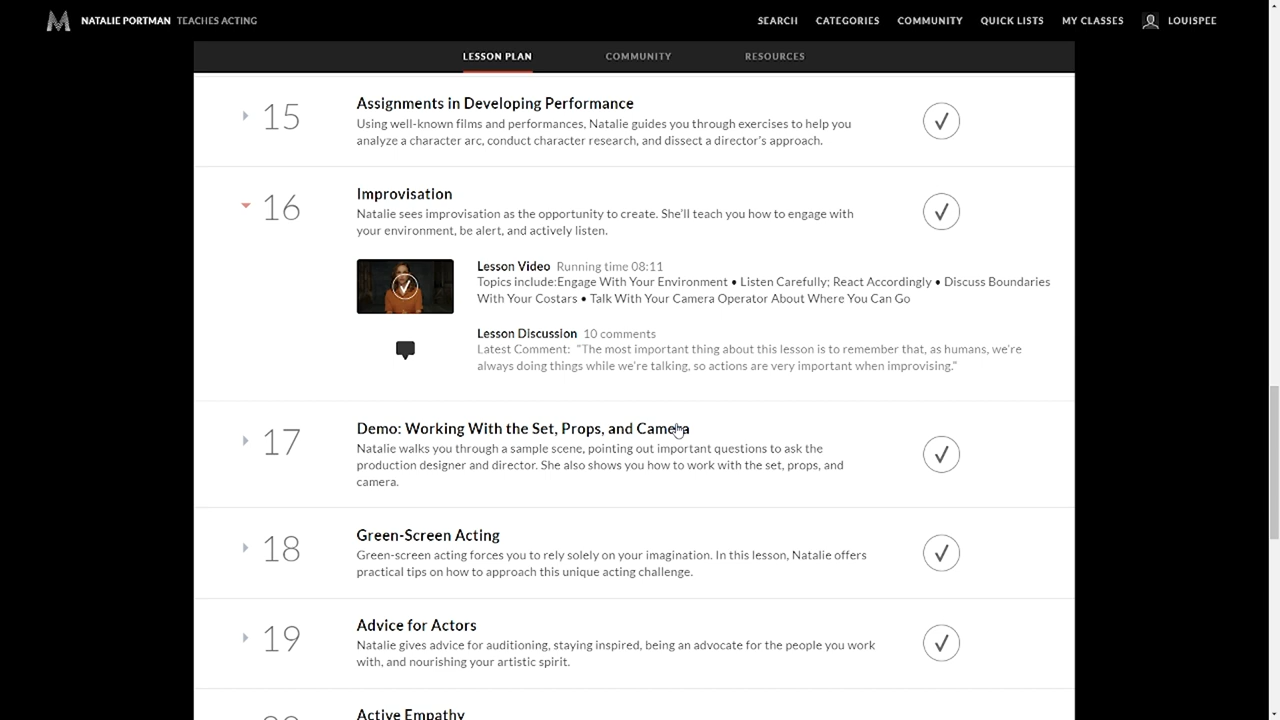 NATALIE PORTMAN TEACHES ACTING
SEARCH CATEGORIES COMMUNITY QUICK LISTS MY CLASSES LOUISPEE
LESSON PLAN COMMUNITY RESOURCES
15 Assignments in Developing Performance
Using well-known films and performances, Natalie guides you through exercises to help you
analyze a character arc, conduct character research, and dissect a director's approach.
16 Improvisation
Natalie sees improvisation as the opportunity to create. She'll teach you how to engage with
your environment, be alert, and actively listen.
Lesson Video Running time 08:11
Topics include:Engage With Your Environment • Listen Carefully; React Accordingly • Discuss Boundaries
With Your Costars • Talk With Your Camera Operator About Where You Can Go
Lesson Discussion 10 comments
Latest Comment: "The most important thing about this lesson is to remember that, as humans, we're
always doing things while we're talking, so actions are very important when improvising."
17 Demo: Working With the Set, Props, and Camera
Natalie walks you through a sample scene, pointing out important questions to ask the
production designer and director. She also shows you how to work with the set, props, and
camera.
18 Green-Screen Acting
Green-screen acting forces you to rely solely on your imagination. In this lesson, Natalie offers
practical tips on how to approach this unique acting challenge.
19 Advice for Actors
Natalie gives advice for auditioning, staying inspired, being an advocate for the people you work
with, and nourishing your artistic spirit.
Active Empathy